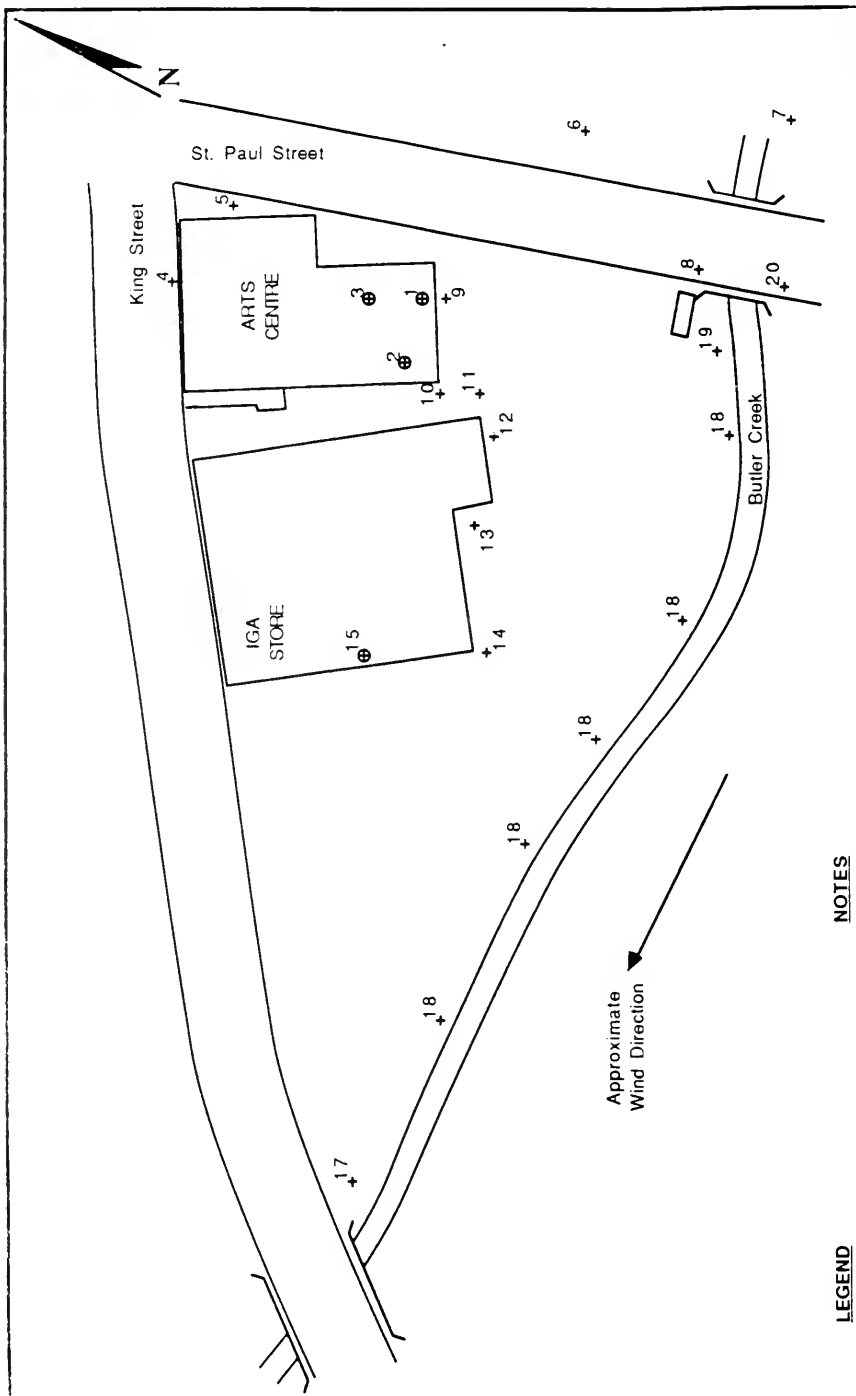 N
St. Paul Street
King Street
4
5
6
7
ARTS
CENTRE
3
1
2
9
8
20
10
11
12
19
18
Butler Creek
13
IGA
STORE
15
14
18
18
18
18
17
Approximate
Wind Direction
LEGEND
NOTES